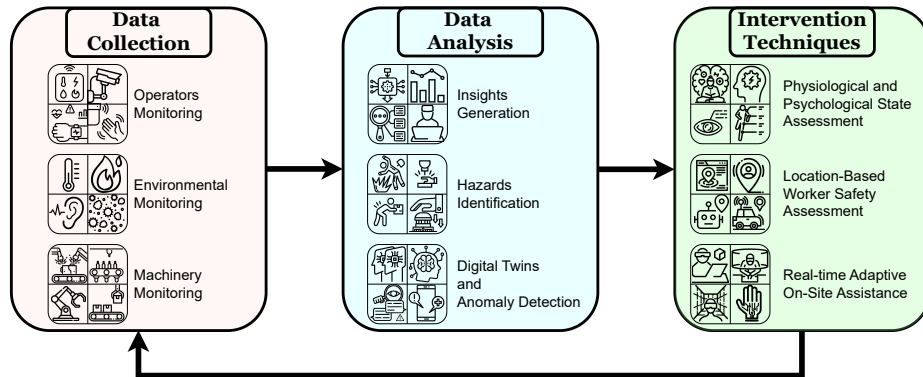 Data
Collection
Operators
Monitoring
Environmental
Monitoring
Machinery
Monitoring
Data
Analysis
Insights
Generation
Hazards
Identification
Digital Twins
and
Anomaly Detection
Intervention
Techniques
Physiological and
Psychological State
Assessment
Location-Based
Worker Safety
Assessment
Real-time Adaptive
On-Site Assistance